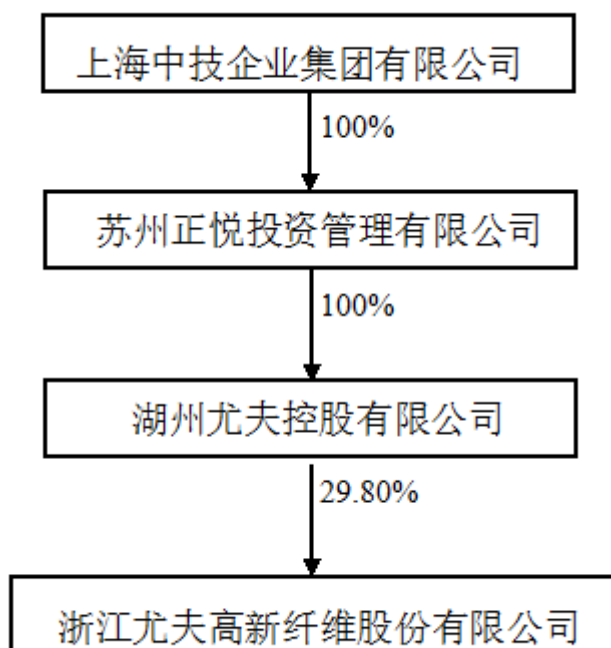 上海中技企业集团有限公司
100%
苏州正悦投资管理有限公司
100%
湖州尤夫控股有限公司
29.80%
浙江尤夫高新纤维股份有限公司